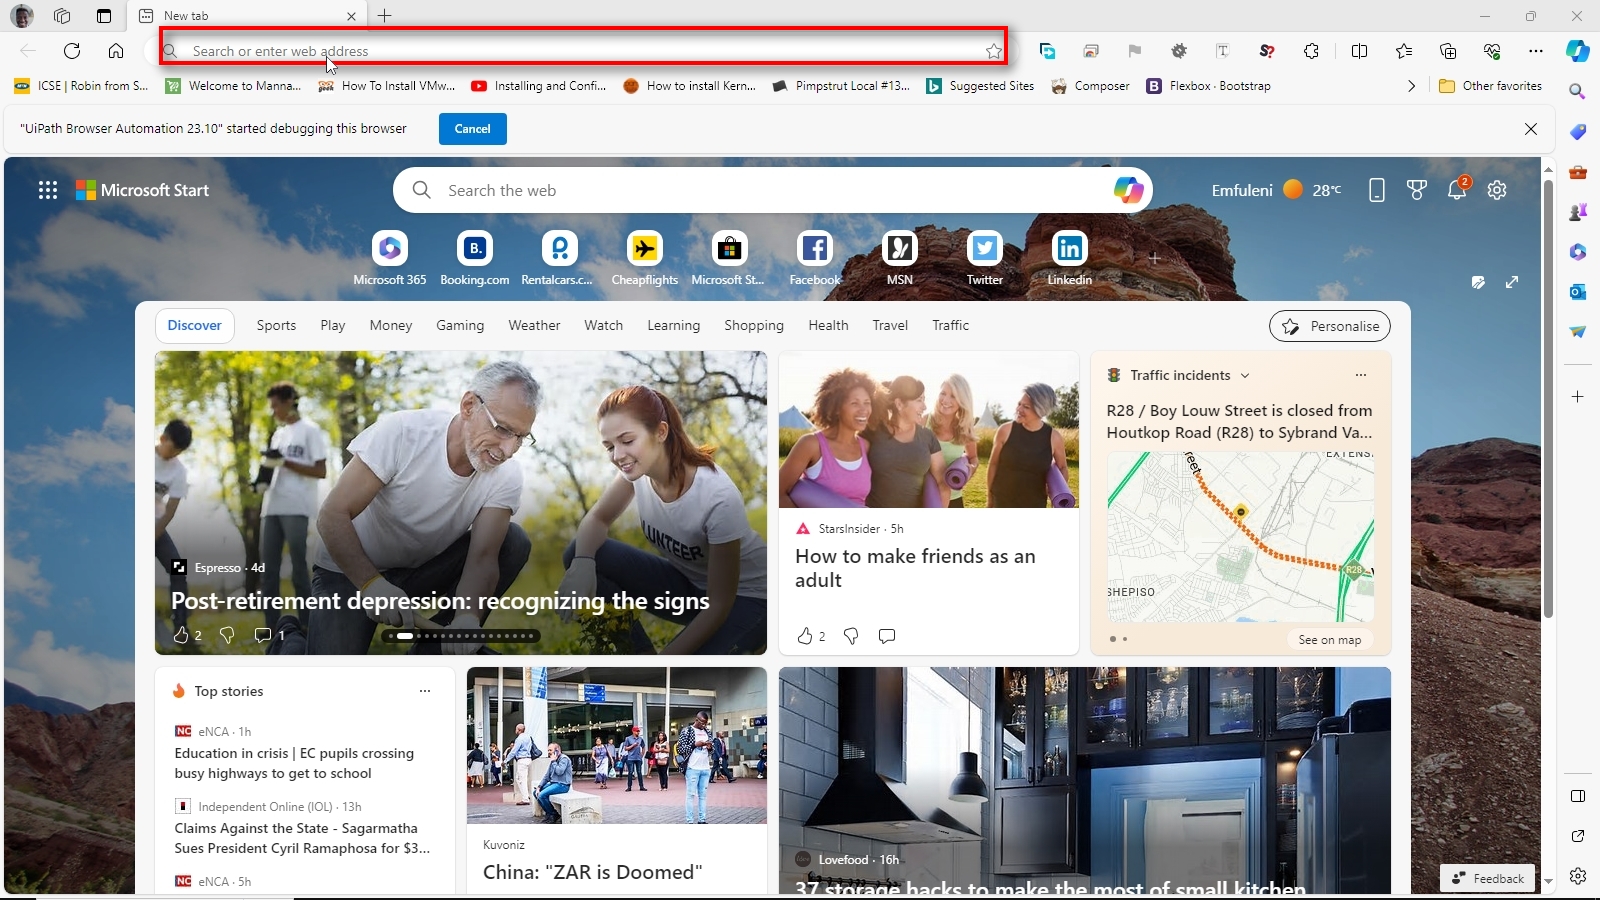 New tab
Search or enter web address
ICSE | Robin from S...
Welcome to Manna...
How To Install VMw...
Installing and Confi...
How to install Kern...
Pimpstrut Local #13...
Suggested Sites
Composer
B
Flexbox · Bootstrap
Other favorites
"UiPath Browser Automation 23.10" started debugging this browser
Cancel
Microsoft Start
Search the web
Emfuleni
28°C
2
B.
Microsoft 365
Booking.com
Rentalcars.c...
Cheapflights
Microsoft St...
Facebook
MSN
Twitter
Linkedin
Discover
Sports
Play
Money
Gaming
Weather
Watch
Learning
Shopping
Health
Travel
Traffic
Personalise
VOLUNTEER
Espresso · 4d
Post-retirement depression: recognizing the signs
2
1
StarsInsider · 5h
How to make friends as an
adult
2
Traffic incidents
R28 / Boy Louw Street is closed from
Houtkop Road (R28) to Sybrand Va...
reet
EXTENS
R28
SHEPISO
See on map
Top stories
eNCA · 1h
Education in crisis | EC pupils crossing
busy highways to get to school
Independent Online (IOL) · 13h
Claims Against the State - Sagarmatha
Sues President Cyril Ramaphosa for $3...
eNCA · 5h
Kuvoniz
China: "ZAR is Doomed"
Lovefood · 16h
37 storage hacks to make the most of small kitchen
Feedback